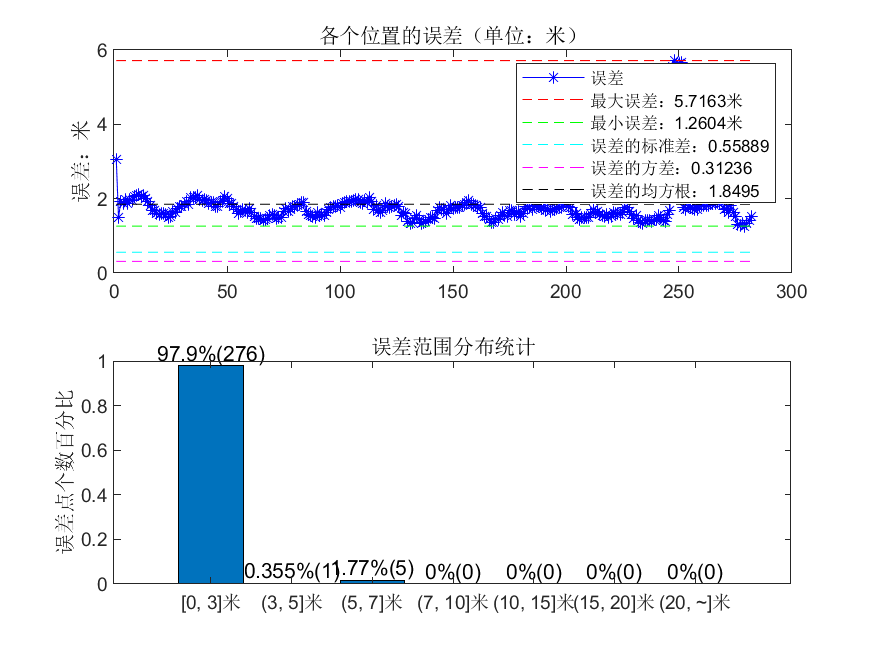 各个位置的误差（单位：米）
6
4
2
0
误差：米
误差
最大误差：5.7163米
最小误差：1.2604米
误差的标准差：0.55889
误差的方差：0.31236
误差的均方根：1.8495
0 50 100 150 200 250 300
误差范围分布统计
1
0.8
0.6
0.4
0.2
0
误差点个数百分比
97.9%(276)
0.355%(1)
1.77%(5)
0%(0)
0%(0)
0%(0)
0%(0)
[0, 3]米 (3, 5]米 (5, 7]米 (7, 10]米 (10, 15]米 (15, 20]米 (20, ~]米